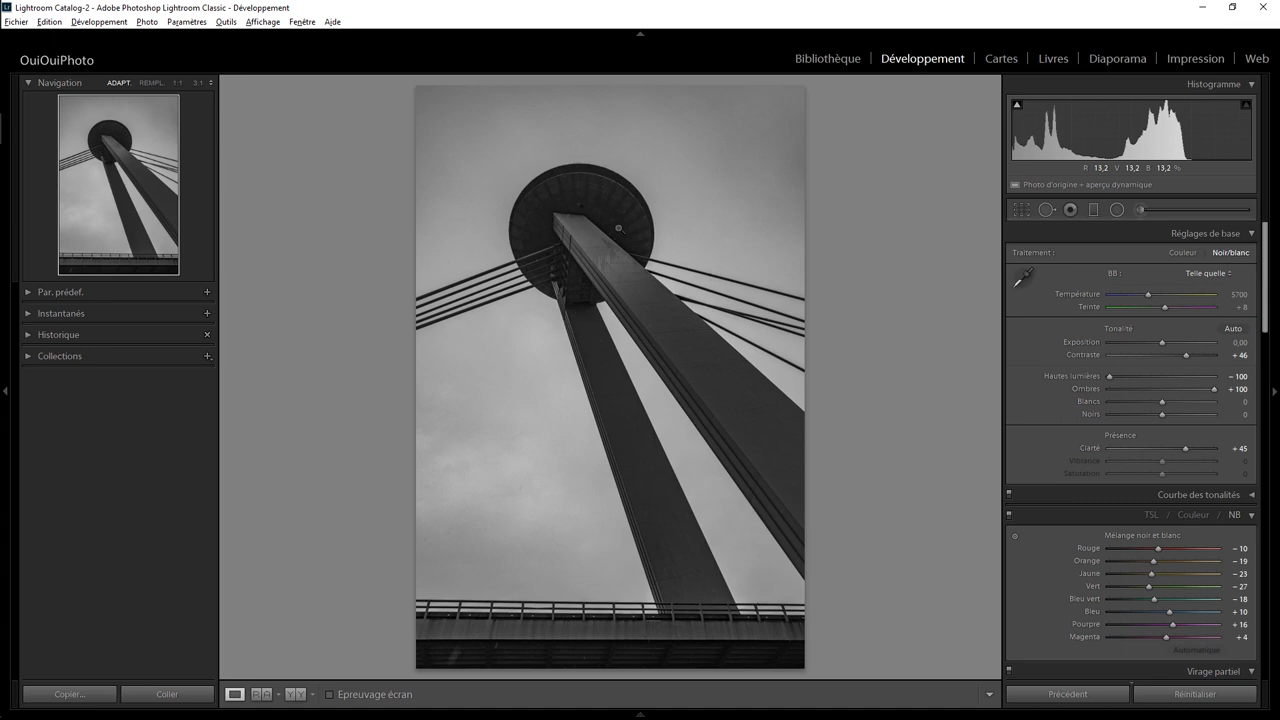 Lightroom Catalog-2 - Adobe Photoshop Lightroom Classic - Développement
Fichier Edition Développement Photo Paramètres Outils Affichage Fenêtre Aide
OuiOuiPhoto
Bibliothèque | Développement | Cartes | Livres | Diaporama | Impression | Web
Navigation ADAPT. REMPL. 1:1 3:1
Par. prédéf.
Instantanés
Historique
Collections
Copier...
Coller
Epreuvage écran
Histogramme
R 13,2 V 13,2 B 13,2 %
Photo d'origine + aperçu dynamique
Réglages de base
Traitement : Couleur Noir/blanc
BB : Telle quelle
Température 5700
Teinte + 8
Tonalité Auto
Exposition 0,00
Contraste + 46
Hautes lumières – 100
Ombres + 100
Blancs 0
Noirs 0
Présence
Clarté + 45
Vibrance 0
Saturation 0
Courbe des tonalités
TSL / Couleur / NB
Mélange noir et blanc
Rouge – 10
Orange – 19
Jaune – 23
Vert – 27
Bleu vert – 18
Bleu + 10
Pourpre + 16
Magenta + 4
Automatique
Virage partiel
Précédent
Réinitialiser